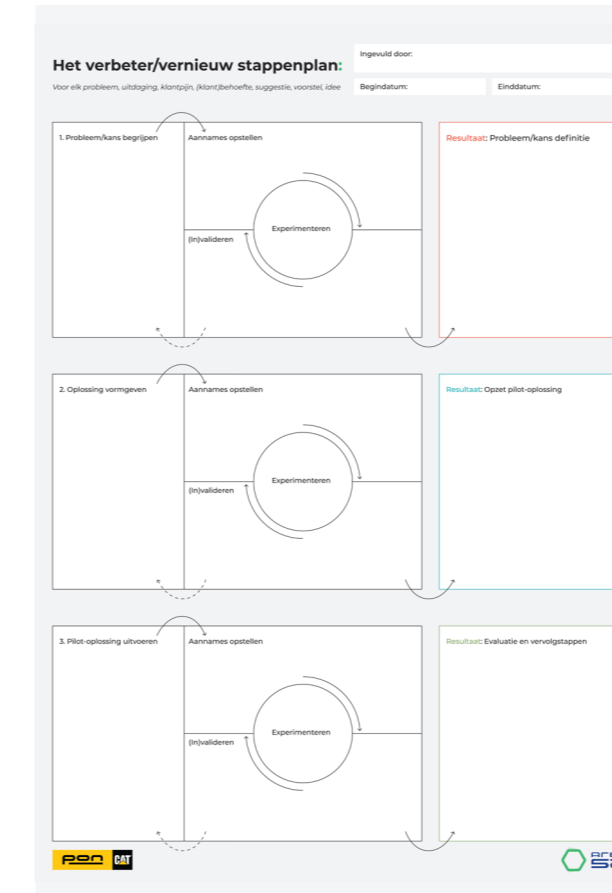 Het verbeter/vernieuw stappenplan:
Voor elk probleem, uitdaging, klantpijn, (klant)behoefte, suggestie, voorstel, idee
Ingevuld door:
Begindatum:
Einddatum:
1. Probleem/kans begrijpen
Aannames opstellen
Experimenteren
(In)valideren
Resultaat: Probleem/kans definitie
2. Oplossing vormgeven
Aannames opstellen
Experimenteren
(In)valideren
Resultaat: Opzet pilot-oplossing
3. Pilot-oplossing uitvoeren
Aannames opstellen
Experimenteren
(In)valideren
Resultaat: Evaluatie en vervolgstappen
pon CAT